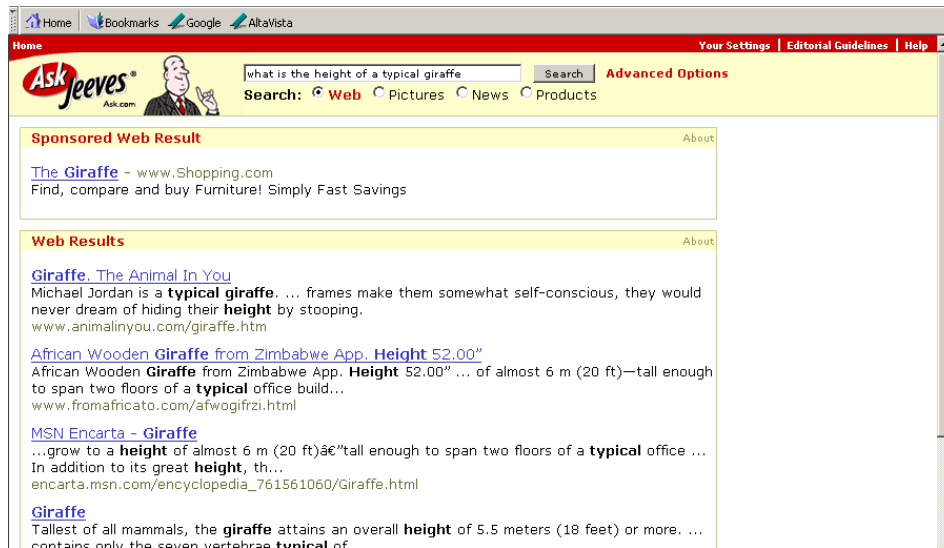 Home Bookmarks Google AltaVista
Home Your Settings | Editorial Guidelines | Help
Ask Jeeves®
Ask.com
what is the height of a typical giraffe Search Advanced Options
Search: Web Pictures News Products
Sponsored Web Result About
The Giraffe - www.Shopping.com
Find, compare and buy Furniture! Simply Fast Savings
Web Results About
Giraffe. The Animal In You
Michael Jordan is a typical giraffe. ... frames make them somewhat self-conscious, they would
never dream of hiding their height by stooping.
www.animalinyou.com/giraffe.htm
African Wooden Giraffe from Zimbabwe App. Height 52.00”
African Wooden Giraffe from Zimbabwe App. Height 52.00” ... of almost 6 m (20 ft)—tall enough
to span two floors of a typical office build...
www.fromafricato.com/afwogifrzi.html
MSN Encarta - Giraffe
...grow to a height of almost 6 m (20 ft)â€”tall enough to span two floors of a typical office ...
In addition to its great height, th...
encarta.msn.com/encyclopedia_761561060/Giraffe.html
Giraffe
Tallest of all mammals, the giraffe attains an overall height of 5.5 meters (18 feet) or more. ...
contains only the seven vertebrae typical of